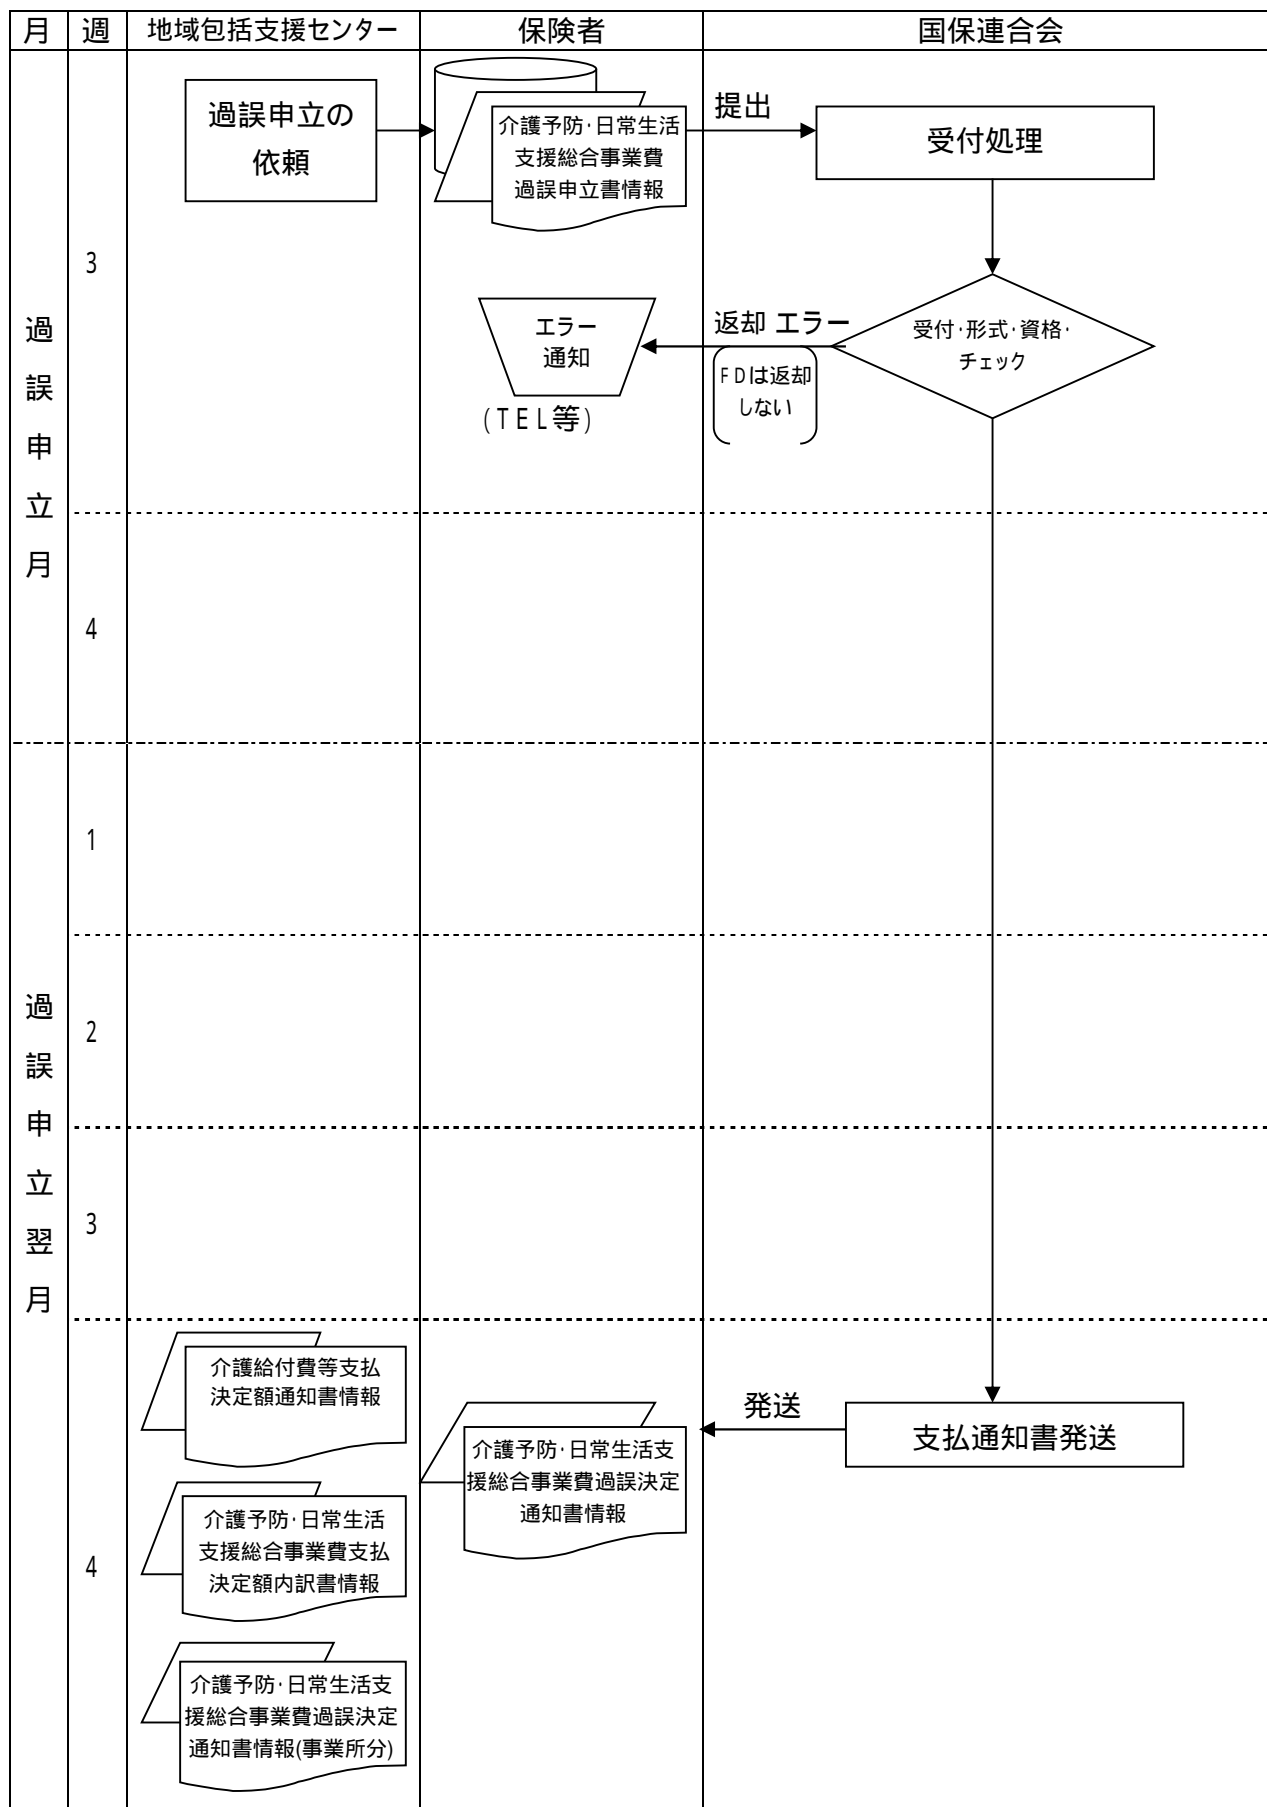 月 週 地域包括支援センター 保険者 国保連合会
過誤申立月
3
過誤申立の
依頼
介護予防・日常生活
支援総合事業費
過誤申立書情報
提出
受付処理
エラー
通知
(TEL等)
返却 エラー
FDは返却
しない
受付・形式・資格・
チェック
4
過誤申立翌月
1
2
3
4
介護給付費等支払
決定額通知書情報
介護予防・日常生活
支援総合事業費支払
決定額内訳書情報
介護予防・日常生活支
援総合事業費過誤決定
通知書情報(事業所分)
介護予防・日常生活支
援総合事業費過誤決定
通知書情報
発送
支払通知書発送